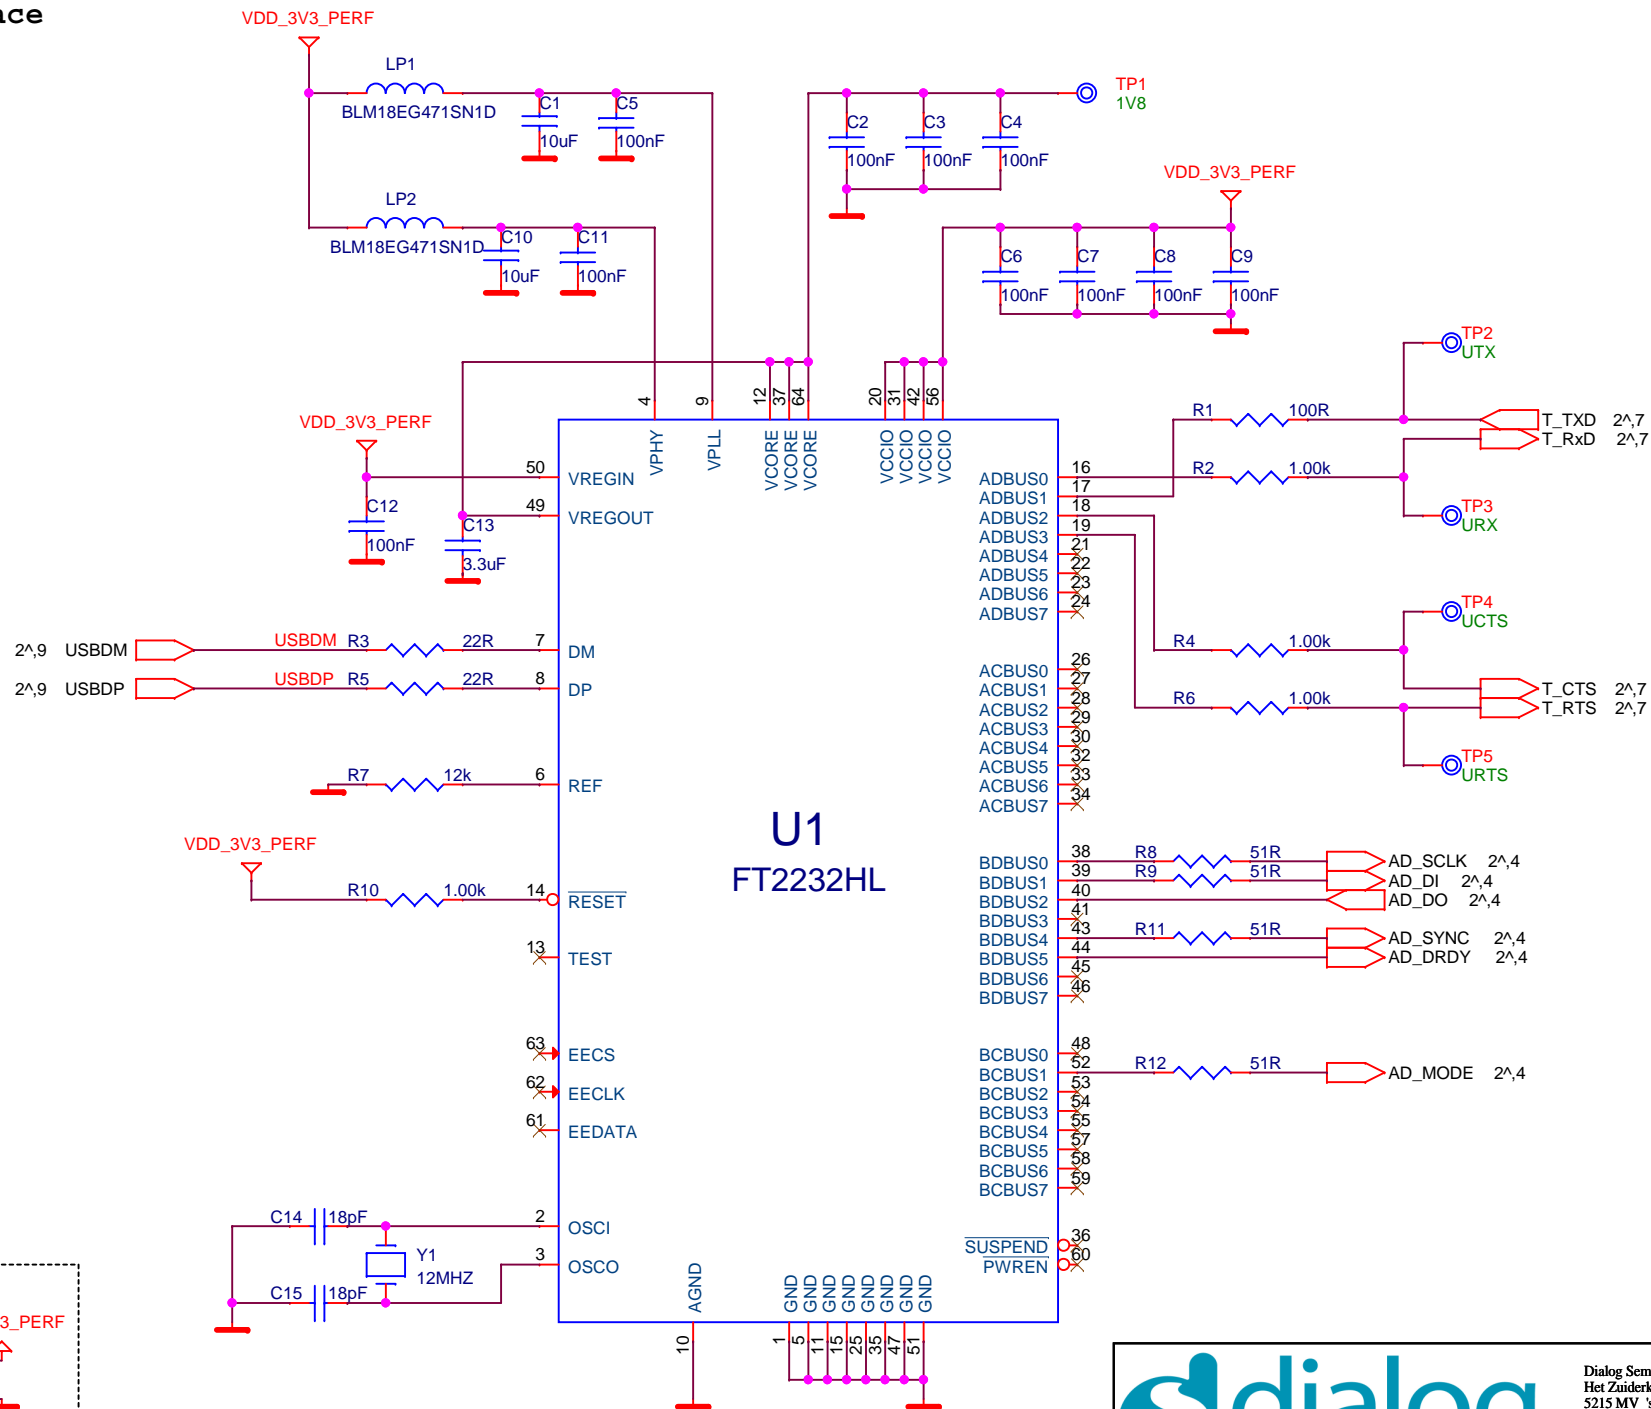 VDD_3V3_PERF
LP1
BLM18EG471SN1D
C1
10uF
C5
100nF
C2
100nF
C3
100nF
C4
100nF
TP1
1V8
VDD_3V3_PERF
LP2
BLM18EG471SN1D
C10
10uF
C11
100nF
C6
100nF
C7
100nF
C8
100nF
C9
100nF
TP2
UTX
VDD_3V3_PERF
C12
100nF
C13
3.3uF
4
9
12
37
64
20
31
42
56
VPHY
VPLL
VCORE
VCORE
VCORE
VCCIO
VCCIO
VCCIO
VCCIO
R1 100R
T_TXD 2^,7
T_RxD 2^,7
50 VREGIN
49 VREGOUT
ADBUS0 16
R2 1.00k
ADBUS1 17
ADBUS2 18
ADBUS3 19
ADBUS4 21
ADBUS5 22
ADBUS6 23
ADBUS7 24
TP3
URX
TP4
UCTS
2^,9 USBDM
USBDM R3 22R 7 DM
2^,9 USBDP
USBDP R5 22R 8 DP
R4 1.00k
T_CTS 2^,7
R6 1.00k
T_RTS 2^,7
TP5
URTS
ACBUS0 26
ACBUS1 27
ACBUS2 28
ACBUS3 29
ACBUS4 30
ACBUS5 32
ACBUS6 33
ACBUS7 34
R7 12k 6 REF
U1
FT2232HL
VDD_3V3_PERF
R10 1.00k 14 RESET
13 TEST
BDBUS0 38 R8 51R AD_SCLK 2^,4
BDBUS1 39 R9 51R AD_DI 2^,4
BDBUS2 40 AD_DO 2^,4
BDBUS3 41
BDBUS4 43 R11 51R AD_SYNC 2^,4
BDBUS5 44 AD_DRDY 2^,4
BDBUS6 45
BDBUS7 46
63 EECS
62 EECLK
61 EEDATA
BCBUS0 48
BCBUS1 52 R12 51R AD_MODE 2^,4
BCBUS2 53
BCBUS3 54
BCBUS4 55
BCBUS5 57
BCBUS6 58
BCBUS7 59
C14 18pF 2 OSCI
Y1
12MHZ
3 OSCO
C15 18pF
SUSPEND 36
PWREN 60
AGND
GND
GND
GND
GND
GND
GND
GND
GND
10
1
5
11
15
25
35
47
51
3_PERF
dialog
Dialog Sem
Het Zuiderk
5215 MV